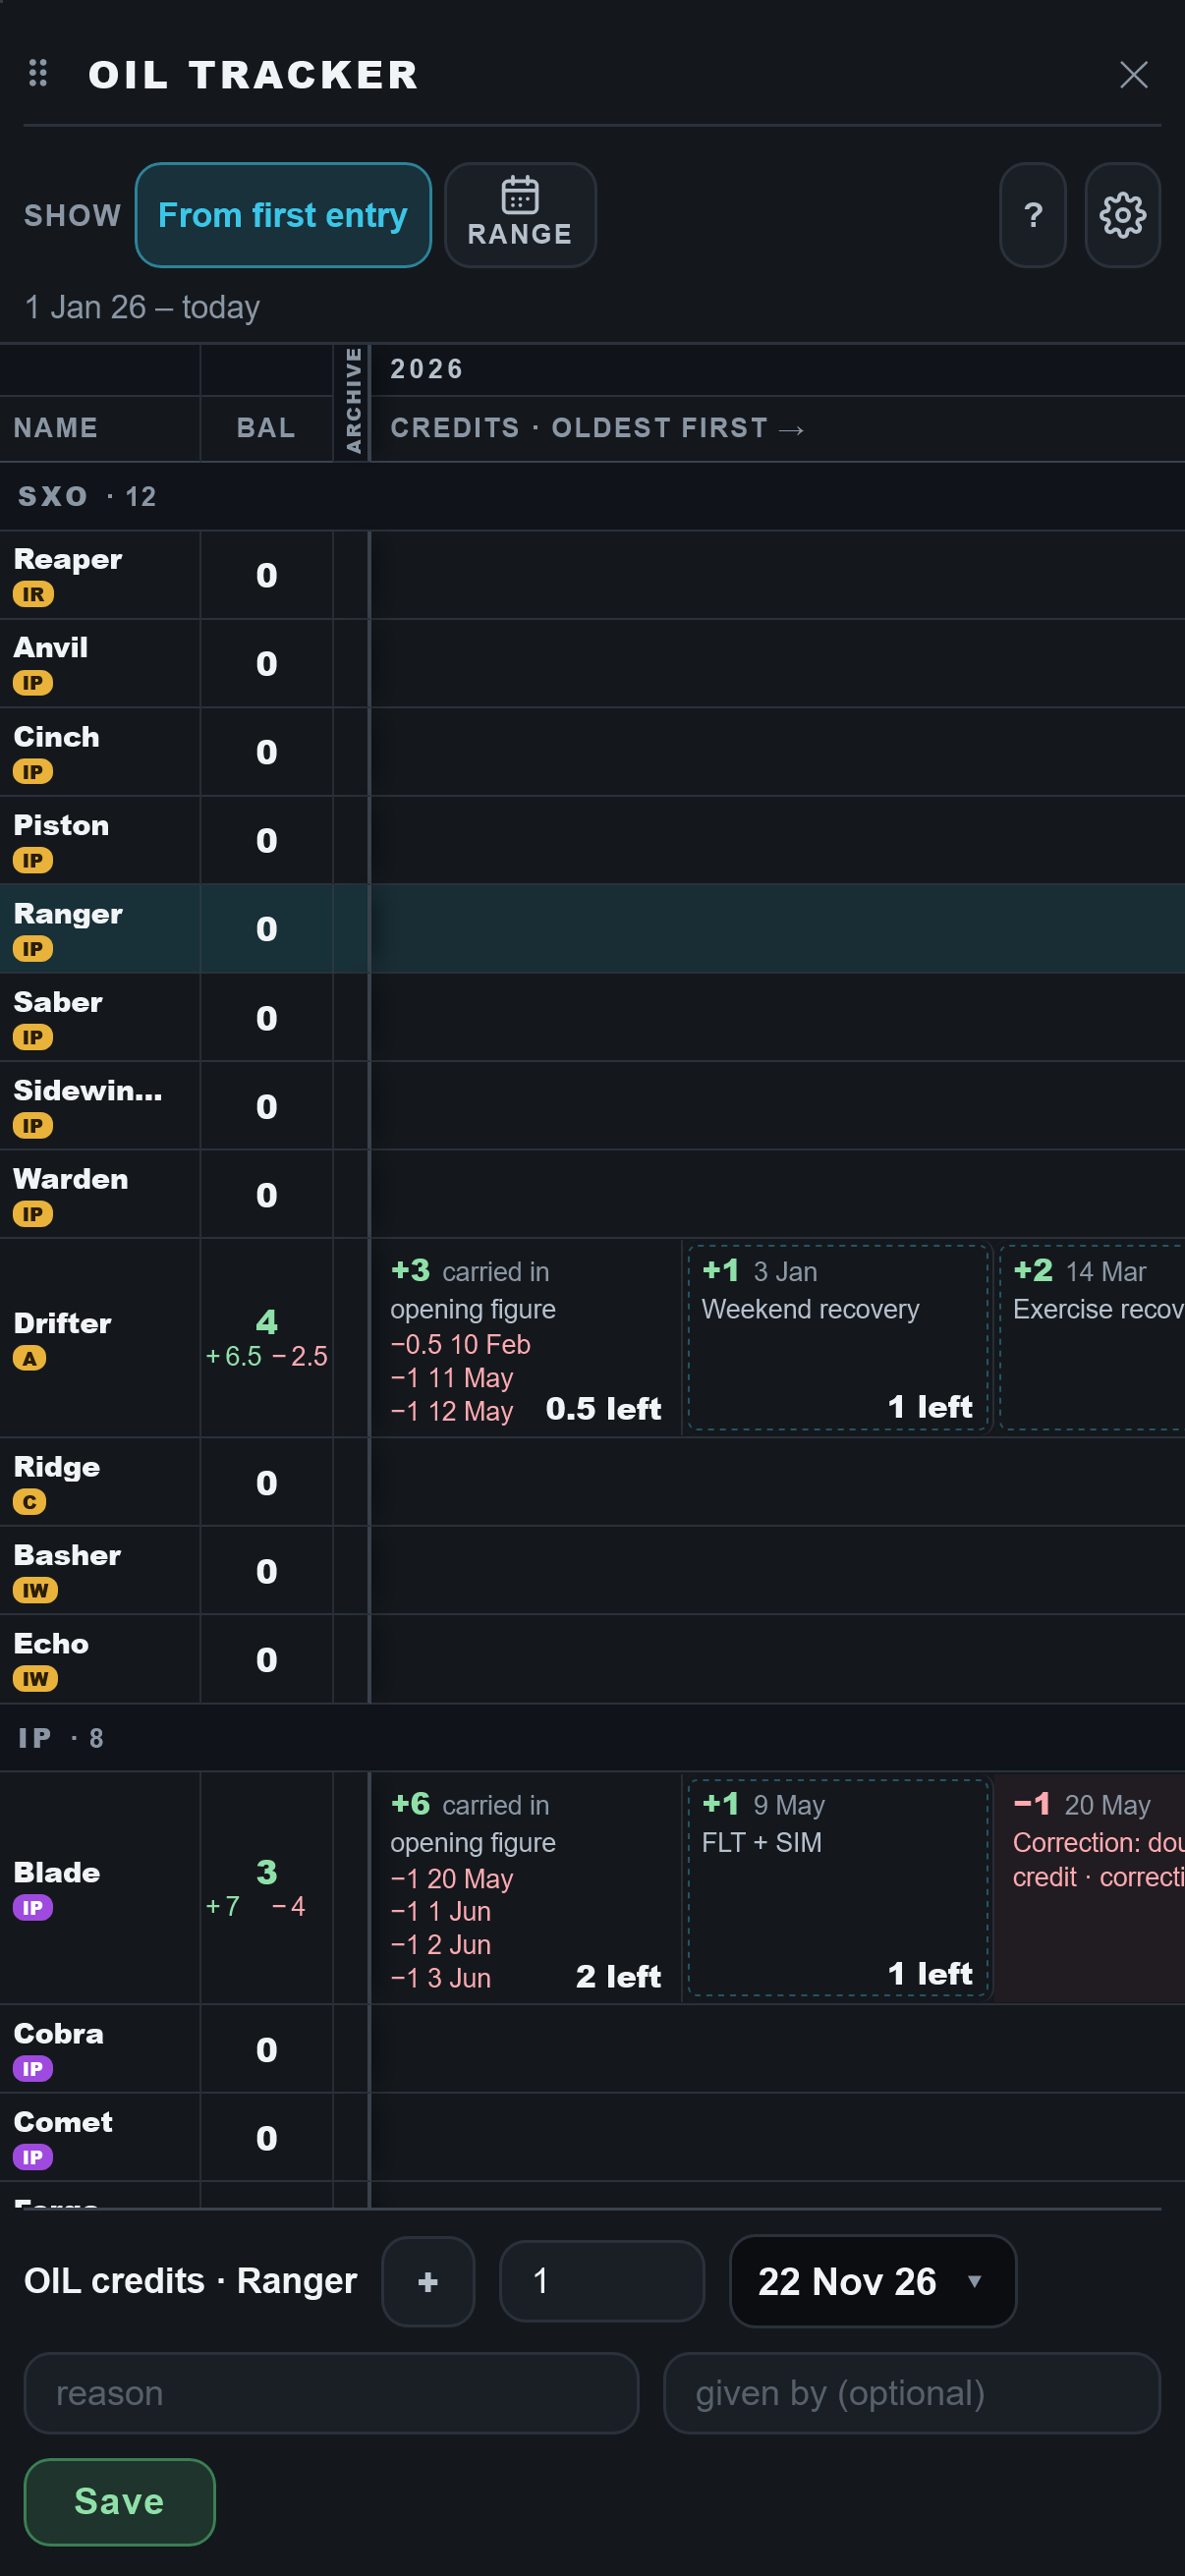 OIL TRACKER
SHOW From first entry RANGE ?
1 Jan 26 – today
ARCHIVE 2026
NAME BAL CREDITS · OLDEST FIRST →
SXO · 12
Reaper
IR 0
Anvil
IP 0
Cinch
IP 0
Piston
IP 0
Ranger
IP 0
Saber
IP 0
Sidewin...
IP 0
Warden
IP 0
Drifter
A
4
+6.5 −2.5
+3 carried in
opening figure
−0.5 10 Feb
−1 11 May
−1 12 May 0.5 left
+1 3 Jan
Weekend recovery
1 left
+2 14 Mar
Exercise recov
Ridge
C 0
Basher
IW 0
Echo
IW 0
IP · 8
Blade
IP
3
+7 −4
+6 carried in
opening figure
−1 20 May
−1 1 Jun
−1 2 Jun
−1 3 Jun 2 left
+1 9 May
FLT + SIM
1 left
−1 20 May
Correction: dou
credit · correcti
Cobra
IP 0
Comet
IP 0
OIL credits · Ranger + 1 22 Nov 26 ▼
reason given by (optional)
Save